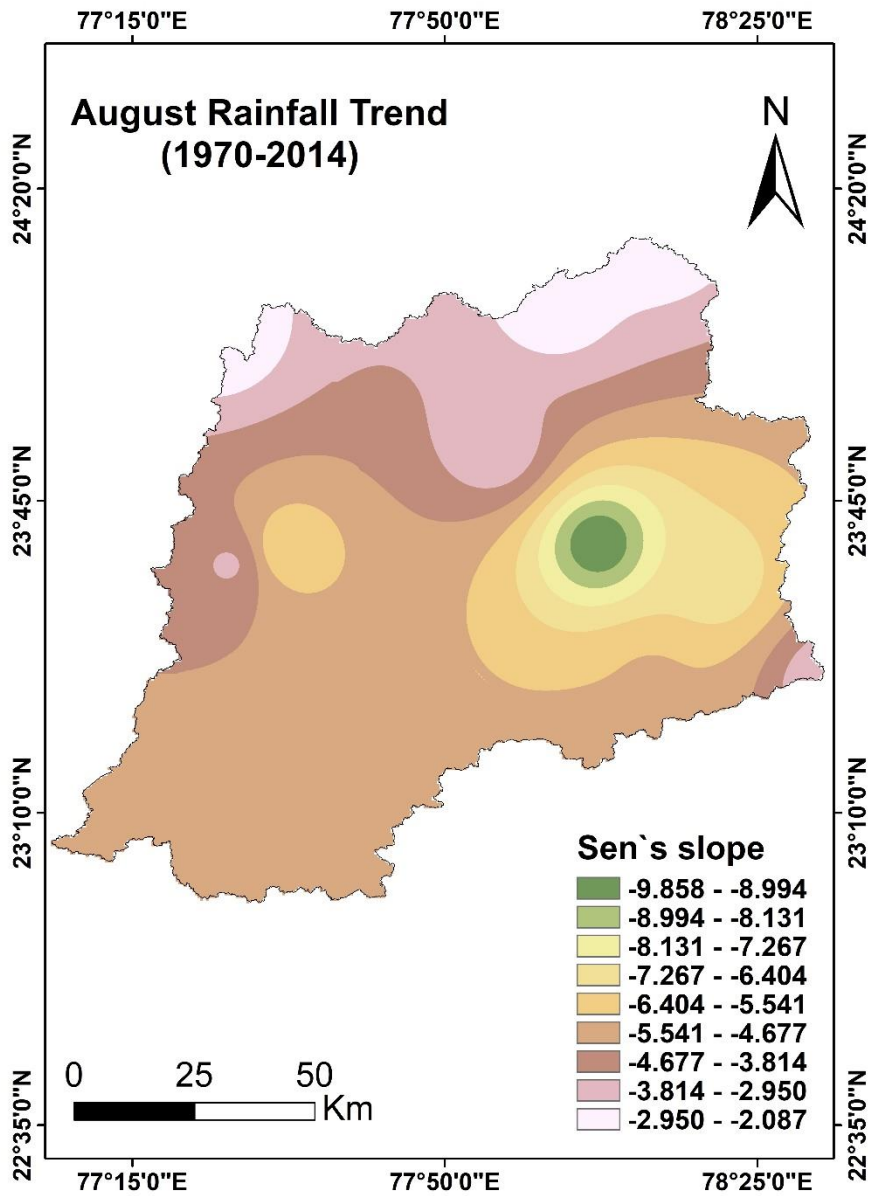 77°15'0"E 77°50'0"E 78°25'0"E
August Rainfall Trend
(1970-2014)
N
24°20'0"N 24°20'0"N
23°45'0"N 23°45'0"N
23°10'0"N 23°10'0"N
Sen`s slope
-9.858 - -8.994
-8.994 - -8.131
-8.131 - -7.267
-7.267 - -6.404
-6.404 - -5.541
-5.541 - -4.677
-4.677 - -3.814
-3.814 - -2.950
-2.950 - -2.087
0 25 50
Km
22°35'0"N 22°35'0"N
77°15'0"E 77°50'0"E 78°25'0"E